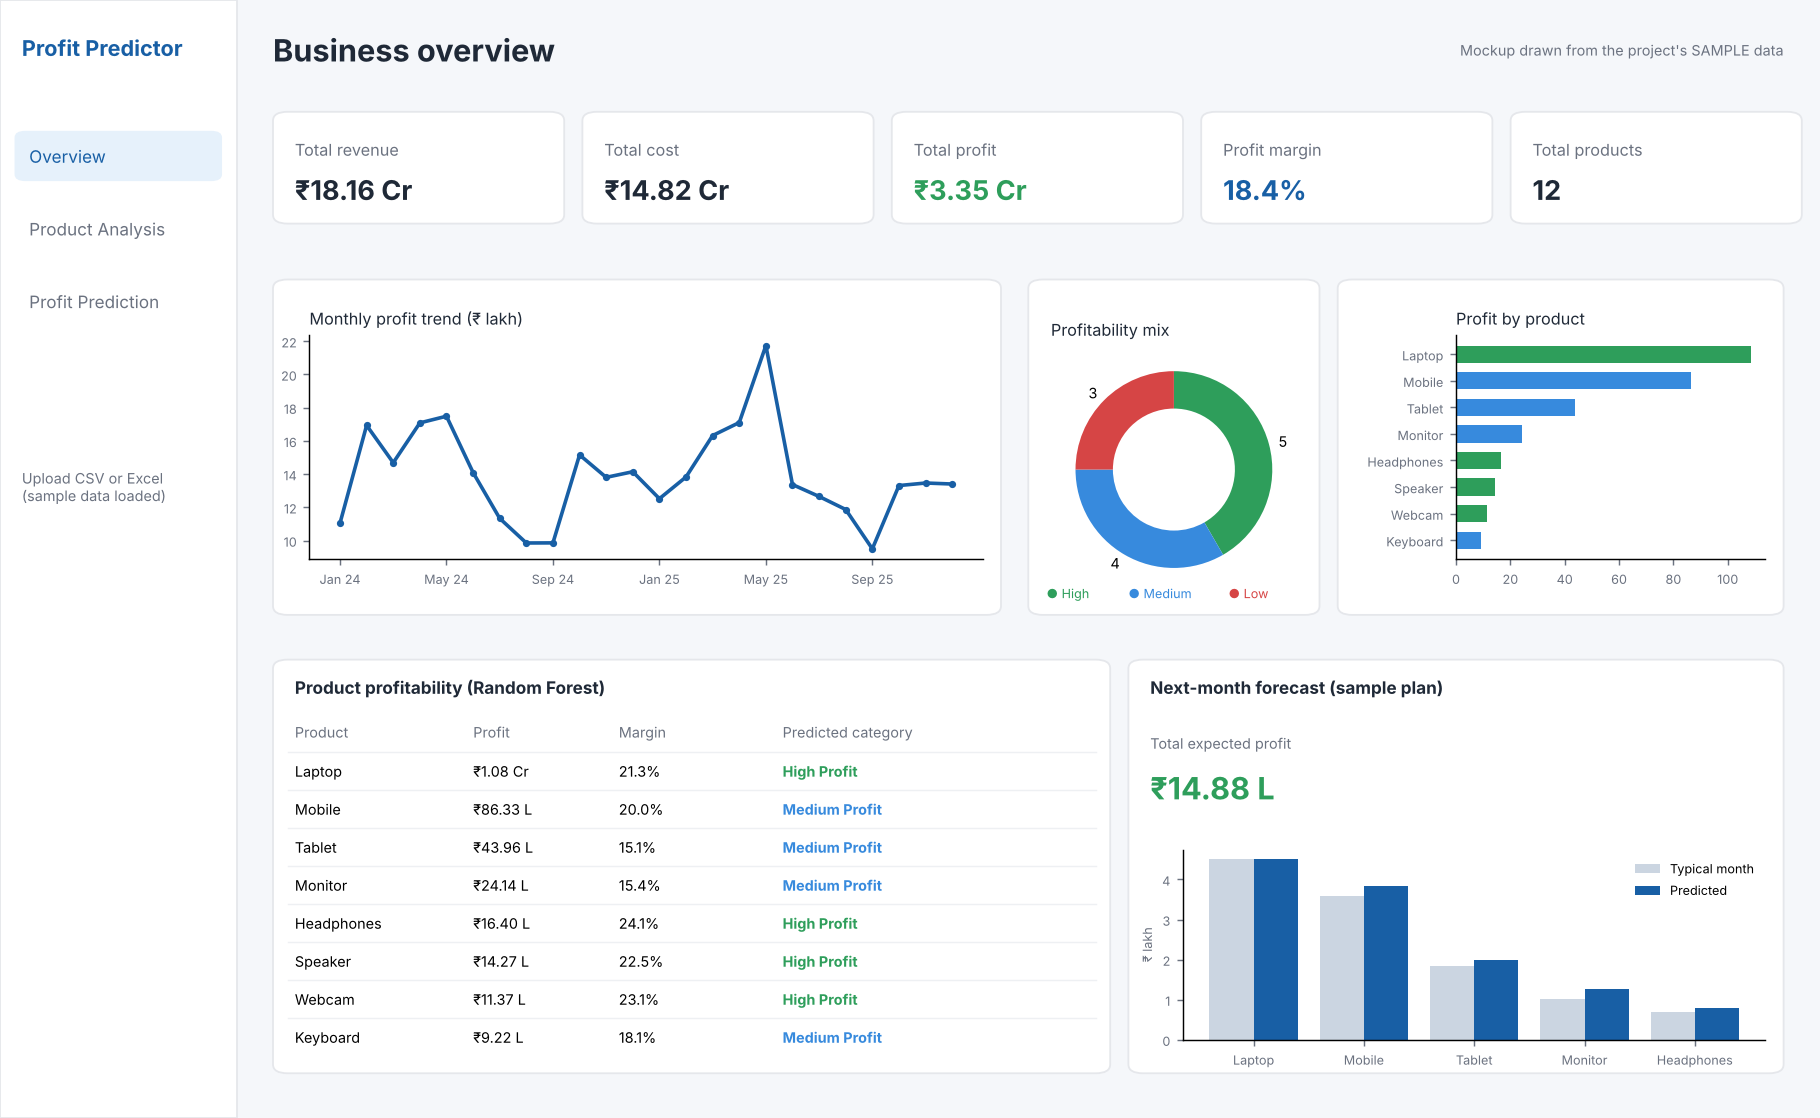 Profit Predictor
Overview
Product Analysis
Profit Prediction
Upload CSV or Excel
(sample data loaded)
Business overview
Mockup drawn from the project's SAMPLE data
Total revenue
₹18.16 Cr
Total cost
₹14.82 Cr
Total profit
₹3.35 Cr
Profit margin
18.4%
Total products
12
Monthly profit trend (₹ lakh)
22
20
18
16
14
12
10
Jan 24 May 24 Sep 24 Jan 25 May 25 Sep 25
Profitability mix
3
5
4
High Medium Low
Profit by product
Laptop
Mobile
Tablet
Monitor
Headphones
Speaker
Webcam
Keyboard
0 20 40 60 80 100
Product profitability (Random Forest)
Product Profit Margin Predicted category
Laptop ₹1.08 Cr 21.3% High Profit
Mobile ₹86.33 L 20.0% Medium Profit
Tablet ₹43.96 L 15.1% Medium Profit
Monitor ₹24.14 L 15.4% Medium Profit
Headphones ₹16.40 L 24.1% High Profit
Speaker ₹14.27 L 22.5% High Profit
Webcam ₹11.37 L 23.1% High Profit
Keyboard ₹9.22 L 18.1% Medium Profit
Next-month forecast (sample plan)
Total expected profit
₹14.88 L
Typical month
Predicted
₹ lakh
4
3
2
1
0
Laptop Mobile Tablet Monitor Headphones